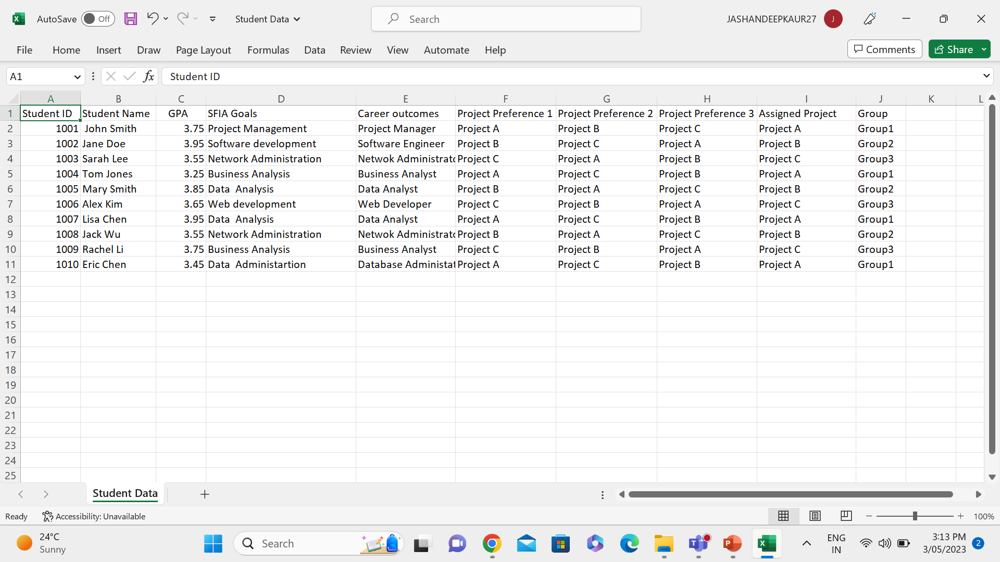 AutoSave Off Student Data Search JASHANDEEPKAUR27 J
File Home Insert Draw Page Layout Formulas Data Review View Automate Help Comments Share
A1 fx Student ID
A B C D E F G H I J K L
1 Student ID Student Name GPA SFIA Goals Career outcomes Project Preference 1 Project Preference 2 Project Preference 3 Assigned Project Group
2 1001 John Smith 3.75 Project Management Project Manager Project A Project B Project C Project A Group1
3 1002 Jane Doe 3.95 Software development Software Engineer Project B Project C Project A Project B Group2
4 1003 Sarah Lee 3.55 Network Administration Netwok Administrato Project C Project A Project B Project C Group3
5 1004 Tom Jones 3.25 Business Analysis Business Analyst Project A Project C Project B Project A Group1
6 1005 Mary Smith 3.85 Data  Analysis Data Analyst Project B Project A Project C Project B Group2
7 1006 Alex Kim 3.65 Web development Web Developer Project C Project B Project A Project C Group3
8 1007 Lisa Chen 3.95 Data  Analysis Data Analyst Project A Project C Project B Project A Group1
9 1008 Jack Wu 3.55 Network Administration Netwok Administrato Project B Project A Project C Project B Group2
10 1009 Rachel Li 3.75 Business Analysis Business Analyst Project C Project B Project A Project C Group3
11 1010 Eric Chen 3.45 Data  Administartion Database Administat Project A Project C Project B Project A Group1
12
13
14
15
16
17
18
19
20
21
22
23
24
25
Student Data
Ready Accessibility: Unavailable 100%
24°C
Sunny
Search
ENG
IN
3:13 PM
3/05/2023
2